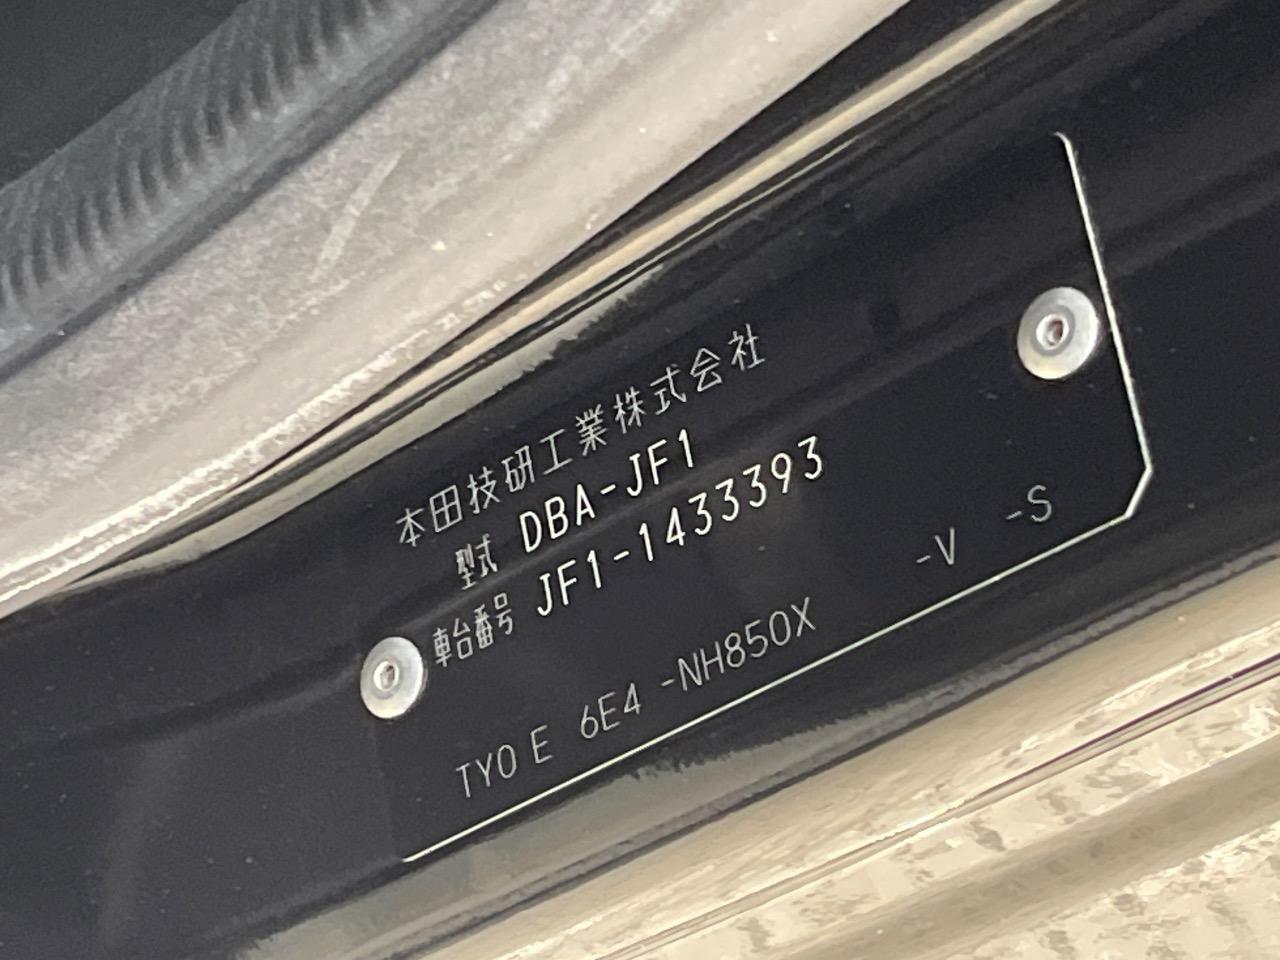 本田技研工業株式会社
型式 DBA-JF1
車台番号 JF1-1433393
TY0 E 6E4 -NH850X -V -S